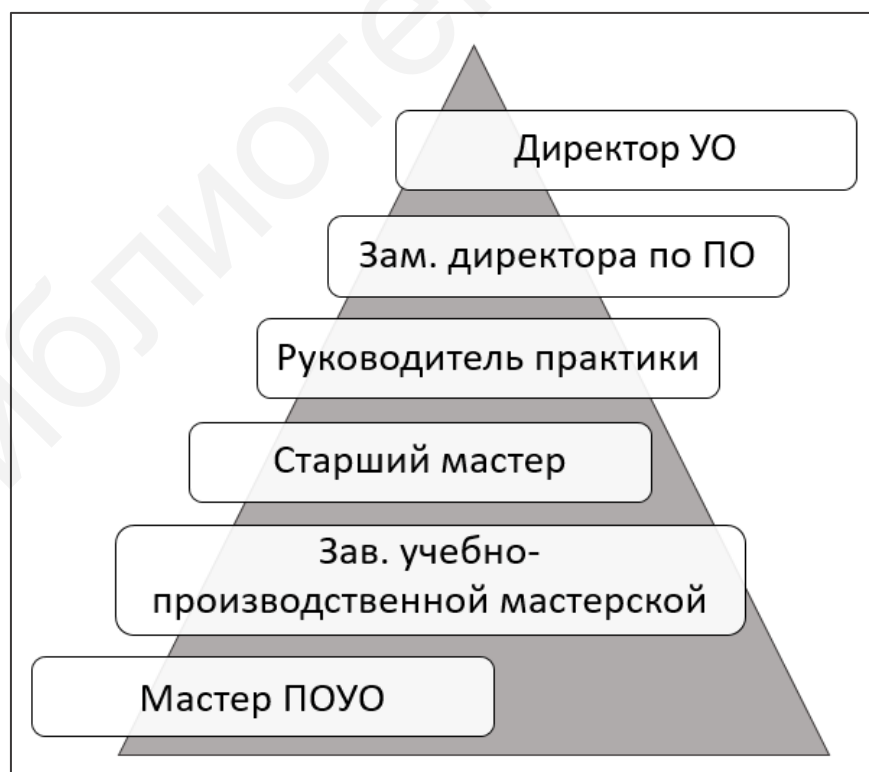 Директор УО
Зам. директора по ПО
Руководитель практики
Старший мастер
Зав. учебно-
производственной мастерской
Мастер ПОУО